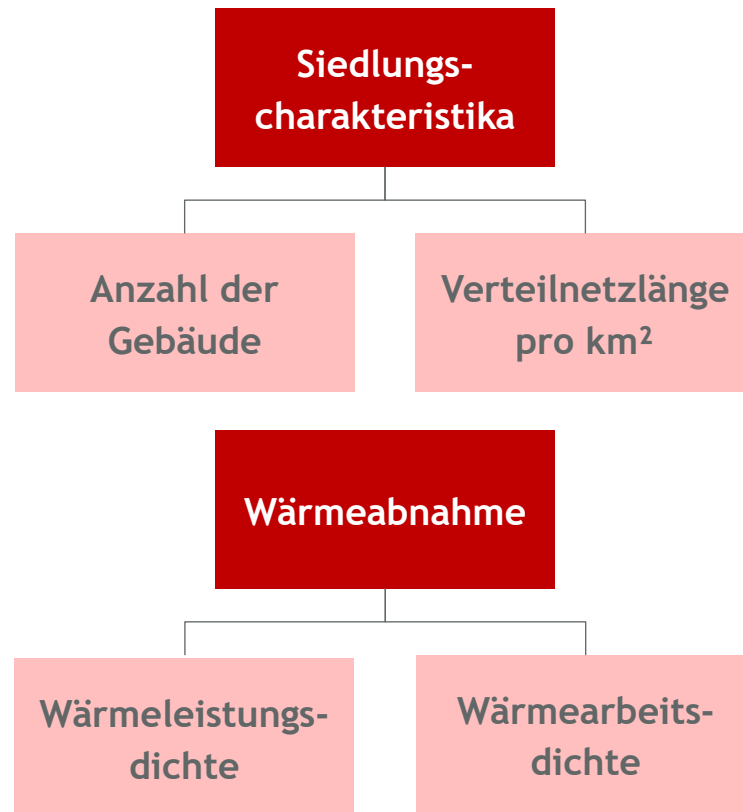 Siedlungs-
charakteristika
Anzahl der
Gebäude
Verteilnetzlänge
pro km²
Wärmeabnahme
Wärmeleistungs-
dichte
Wärmearbeits-
dichte